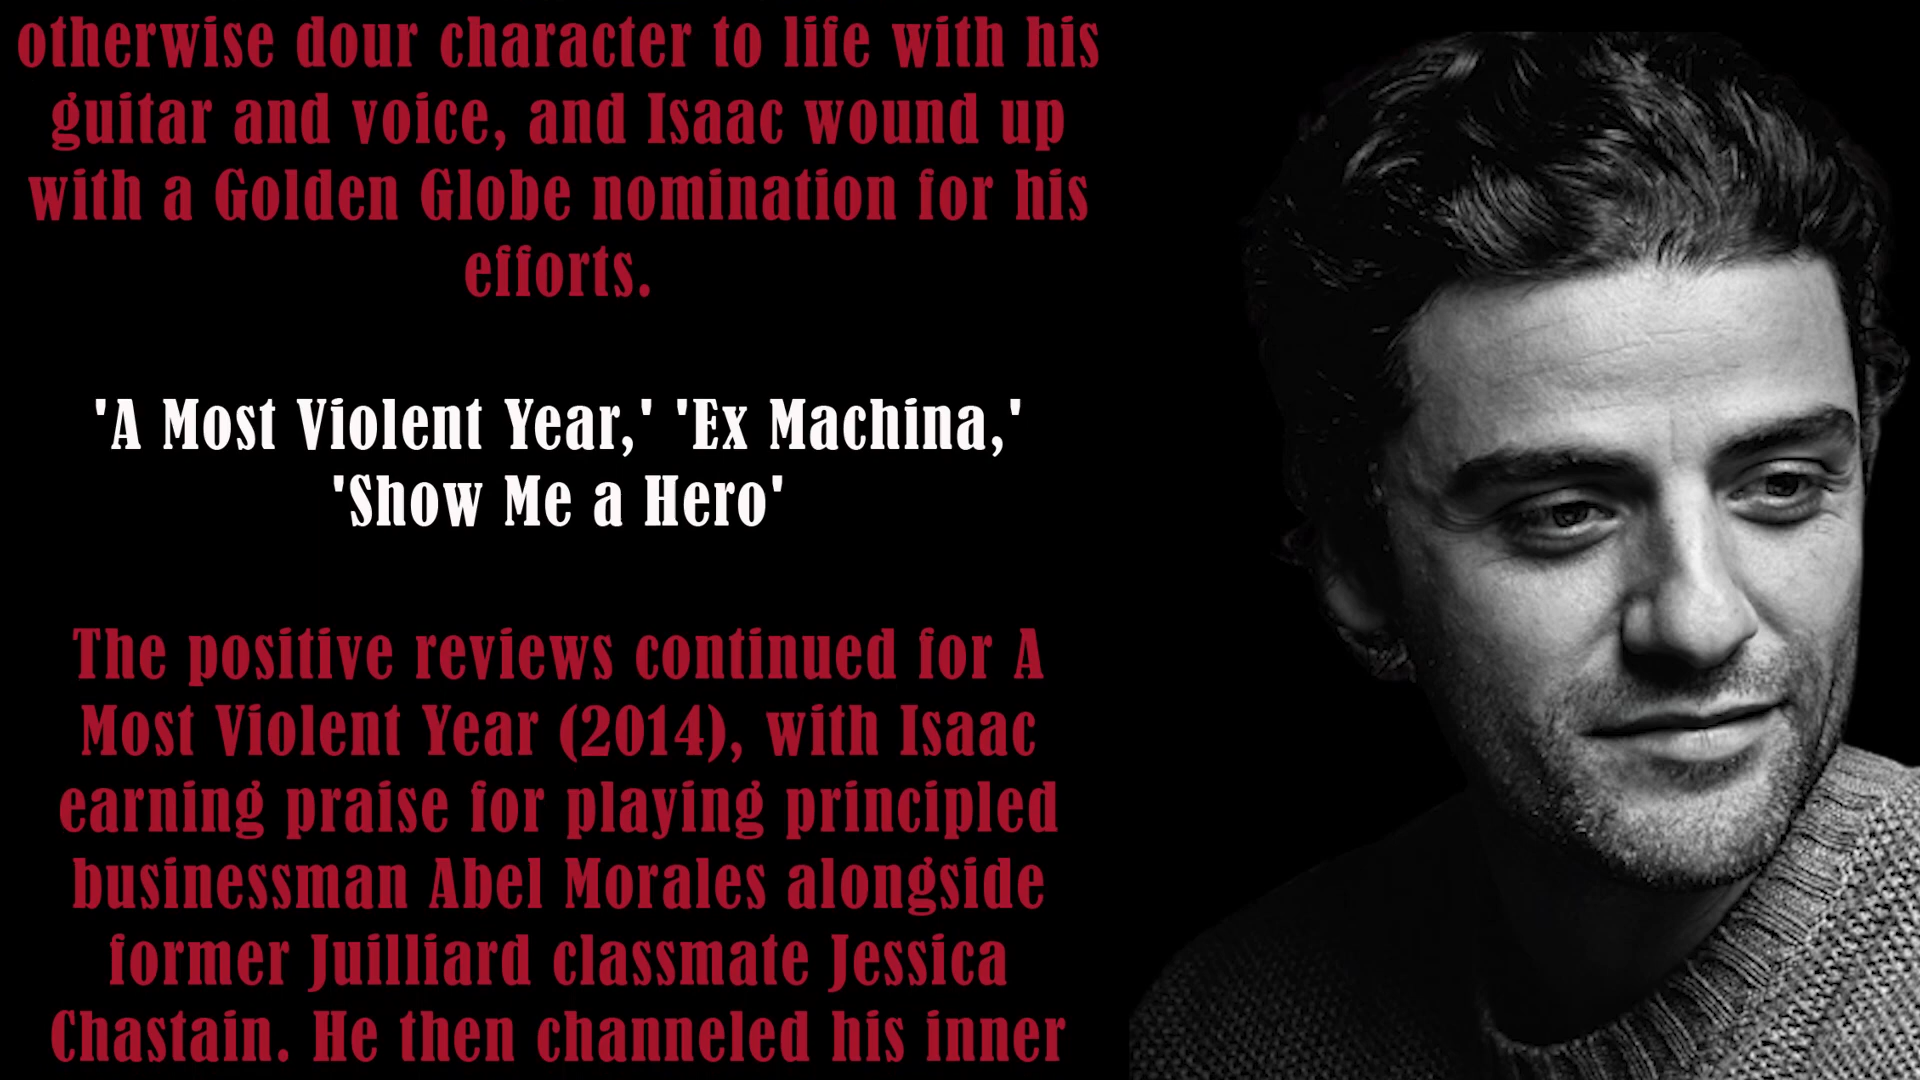 otherwise dour character to life with his
guitar and voice, and Isaac wound up
with a Golden Globe nomination for his
efforts.
'A Most Violent Year,' 'Ex Machina,'
'Show Me a Hero'
The positive reviews continued for A
Most Violent Year (2014), with Isaac
earning praise for playing principled
businessman Abel Morales alongside
former Juilliard classmate Jessica
Chastain. He then channeled his inner